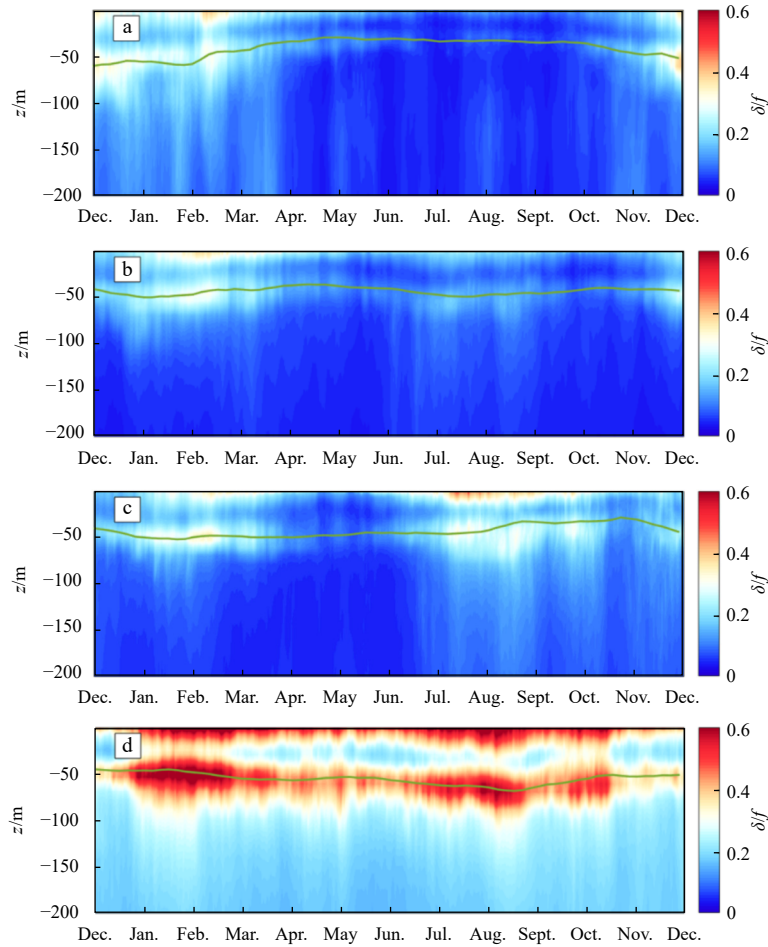 a
0.6
−50
0.4
z/m
−100
δ/f
0.2
−150
−200
0
Dec. Jan. Feb. Mar. Apr. May Jun. Jul. Aug. Sept. Oct. Nov. Dec.
b
0.6
−50
0.4
z/m
−100
δ/f
0.2
−150
−200
0
Dec. Jan. Feb. Mar. Apr. May Jun. Jul. Aug. Sept. Oct. Nov. Dec.
c
0.6
−50
0.4
z/m
−100
δ/f
0.2
−150
−200
0
Dec. Jan. Feb. Mar. Apr. May Jun. Jul. Aug. Sept. Oct. Nov. Dec.
d
0.6
−50
0.4
z/m
−100
δ/f
0.2
−150
−200
0
Dec. Jan. Feb. Mar. Apr. May Jun. Jul. Aug. Sept. Oct. Nov. Dec.